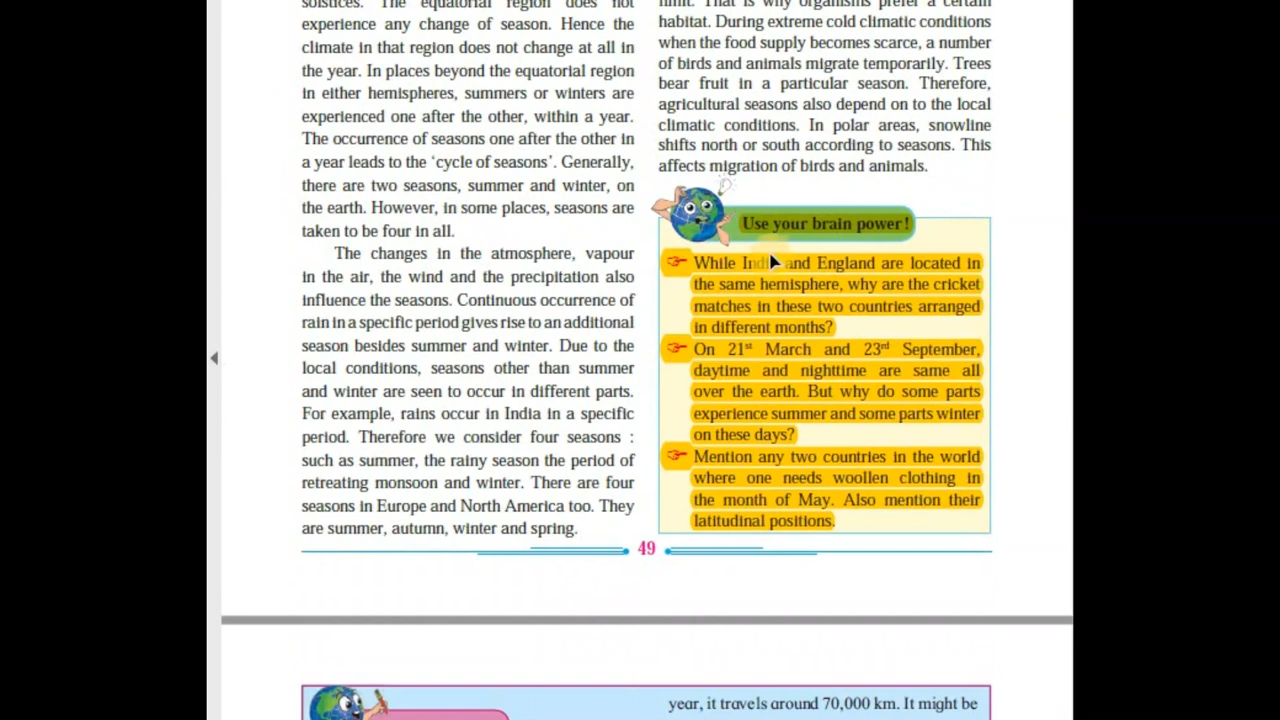 solstices. The equatorial region does not
experience any change of season. Hence the
climate in that region does not change at all in
the year. In places beyond the equatorial region
in either hemispheres, summers or winters are
experienced one after the other, within a year.
The occurrence of seasons one after the other in
a year leads to the ‘cycle of seasons’. Generally,
there are two seasons, summer and winter, on
the earth. However, in some places, seasons are
taken to be four in all.
The changes in the atmosphere, vapour
in the air, the wind and the precipitation also
influence the seasons. Continuous occurrence of
rain in a specific period gives rise to an additional
season besides summer and winter. Due to the
local conditions, seasons other than summer
and winter are seen to occur in different parts.
For example, rains occur in India in a specific
period. Therefore we consider four seasons :
such as summer, the rainy season the period of
retreating monsoon and winter. There are four
seasons in Europe and North America too. They
are summer, autumn, winter and spring.
limit. That is why organisms prefer a certain
habitat. During extreme cold climatic conditions
when the food supply becomes scarce, a number
of birds and animals migrate temporarily. Trees
bear fruit in a particular season. Therefore,
agricultural seasons also depend on to the local
climatic conditions. In polar areas, snowline
shifts north or south according to seasons. This
affects migration of birds and animals.
Use your brain power!
While India and England are located in
the same hemisphere, why are the cricket
matches in these two countries arranged
in different months?
On 21st March and 23rd September,
daytime and nighttime are same all
over the earth. But why do some parts
experience summer and some parts winter
on these days?
Mention any two countries in the world
where one needs woollen clothing in
the month of May. Also mention their
latitudinal positions.
49
year, it travels around 70,000 km. It might be